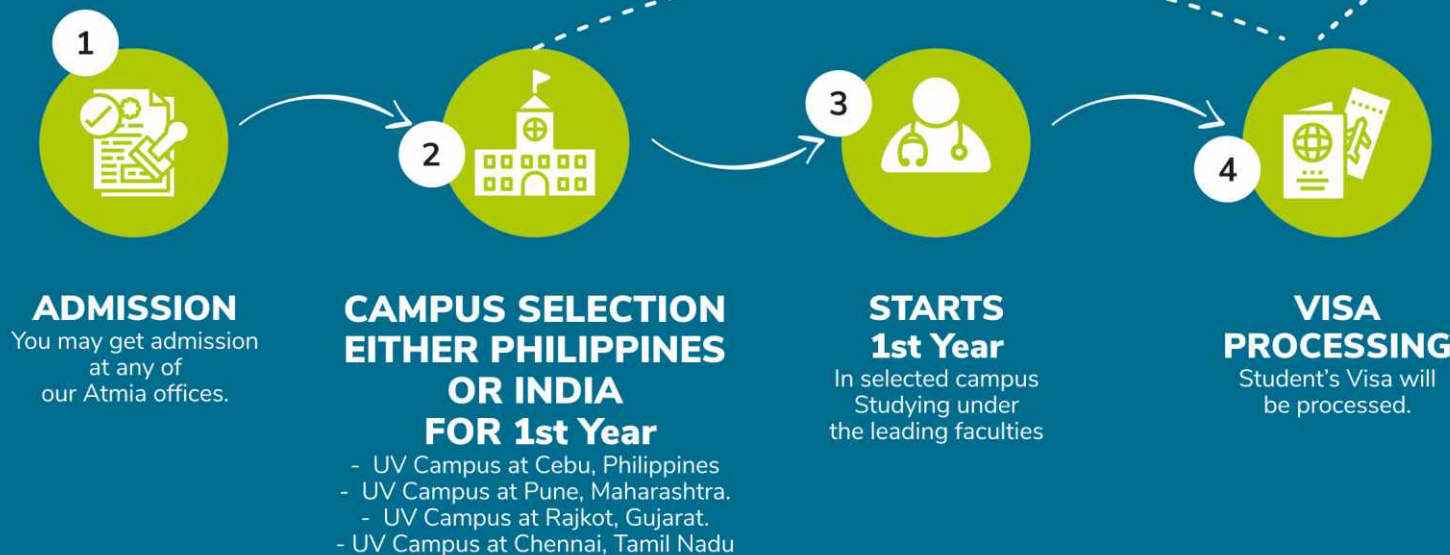 1
ADMISSION
You may get admission
at any of
our Atmia offices.
2
CAMPUS SELECTION
EITHER PHILIPPINES
OR INDIA
FOR 1st Year
- UV Campus at Cebu, Philippines
- UV Campus at Pune, Maharashtra.
- UV Campus at Rajkot, Gujarat.
- UV Campus at Chennai, Tamil Nadu
3
STARTS
1st Year
In selected campus
Studying under
the leading faculties
4
VISA
PROCESSING
Student's Visa will
be processed.